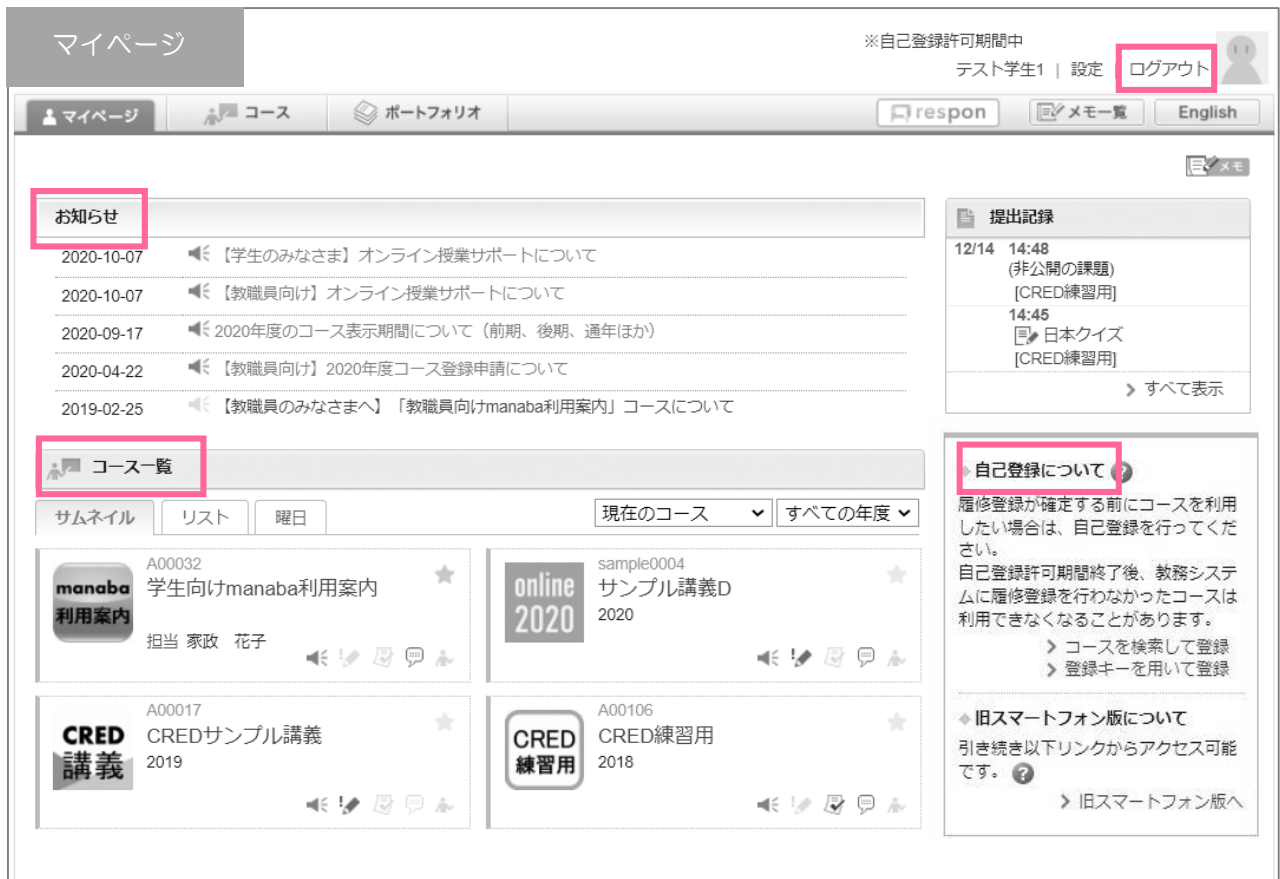 マイページ
※自己登録許可期間中
テスト学生1 | 設定 | ログアウト
マイページ
コース
ポートフォリオ
respon
メモ一覧
English
メモ
お知らせ
2020-10-07 【学生のみなさま】オンライン授業サポートについて
2020-10-07 【教職員向け】オンライン授業サポートについて
2020-09-17 2020年度のコース表示期間について（前期、後期、通年ほか）
2020-04-22 【教職員向け】2020年度コース登録申請について
2019-02-25 【教職員のみなさまへ】「教職員向けmanaba利用案内」コースについて
提出記録
12/14 14:48
(非公開の課題)
[CRED練習用]
14:45
日本クイズ
[CRED練習用]
すべて表示
コース一覧
サムネイル
リスト
曜日
現在のコース
すべての年度
manaba
利用案内
A00032
学生向けmanaba利用案内
担当 家政 花子
online
2020
sample0004
サンプル講義D
2020
CRED
講義
A00017
CREDサンプル講義
2019
CRED
練習用
A00106
CRED練習用
2018
自己登録について
履修登録が確定する前にコースを利用
したい場合は、自己登録を行ってくだ
さい。
自己登録許可期間終了後、教務システ
ムに履修登録を行わなかったコースは
利用できなくなることがあります。
コースを検索して登録
登録キーを用いて登録
旧スマートフォン版について
引き続き以下リンクからアクセス可能
です。
旧スマートフォン版へ